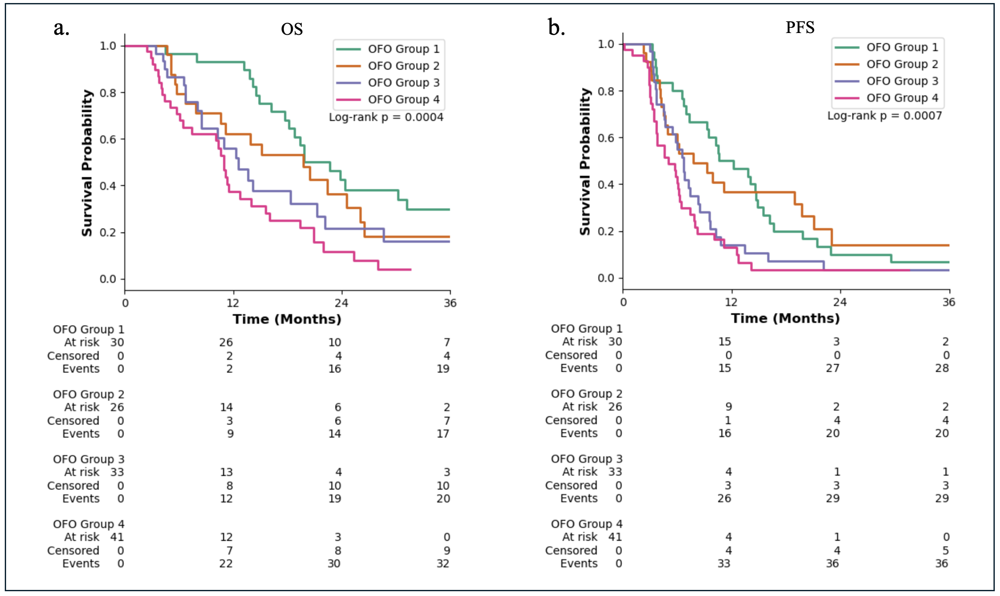 a.
OS
1.0
0.8
0.6
0.4
0.2
0.0
Survival Probability
OFO Group 1
OFO Group 2
OFO Group 3
OFO Group 4
Log-rank p = 0.0004
0 12 24 36
Time (Months)
OFO Group 1
At risk 30 26 10 7
Censored 0 2 4 4
Events 0 2 16 19
OFO Group 2
At risk 26 14 6 2
Censored 0 3 6 7
Events 0 9 14 17
OFO Group 3
At risk 33 13 4 3
Censored 0 8 10 10
Events 0 12 19 20
OFO Group 4
At risk 41 12 3 0
Censored 0 7 8 9
Events 0 22 30 32
b.
PFS
1.0
0.8
0.6
0.4
0.2
0.0
Survival Probability
OFO Group 1
OFO Group 2
OFO Group 3
OFO Group 4
Log-rank p = 0.0007
0 12 24 36
Time (Months)
OFO Group 1
At risk 30 15 3 2
Censored 0 0 0 0
Events 0 15 27 28
OFO Group 2
At risk 26 9 2 2
Censored 0 1 4 4
Events 0 16 20 20
OFO Group 3
At risk 33 4 1 1
Censored 0 3 3 3
Events 0 26 29 29
OFO Group 4
At risk 41 4 1 0
Censored 0 4 4 5
Events 0 33 36 36